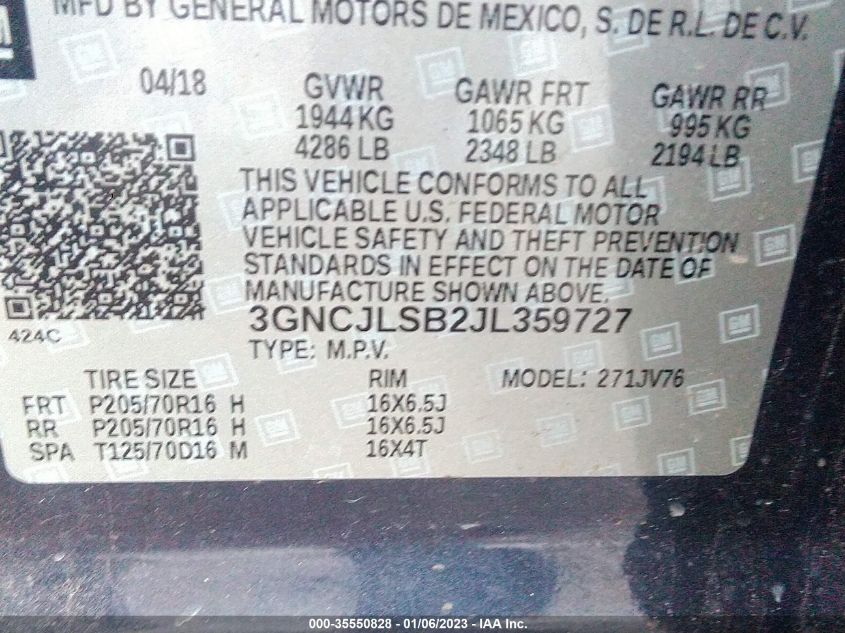 MFD BY GENERAL MOTORS DE MEXICO, S. DE R.L. DE C.V.
04/18 GVWR GAWR FRT GAWR RR
1944 KG 1065 KG 995 KG
4286 LB 2348 LB 2194 LB
THIS VEHICLE CONFORMS TO ALL
APPLICABLE U.S. FEDERAL MOTOR
VEHICLE SAFETY AND THEFT PREVENTION
STANDARDS IN EFFECT ON THE DATE OF
MANUFACTURE SHOWN ABOVE.
3GNCJLSB2JL359727
424C
TYPE: M.P.V.
TIRE SIZE RIM MODEL: 271JV76
FRT P205/70R16 H 16X6.5J
RR P205/70R16 H 16X6.5J
SPA T125/70D16 M 16X4T
000-35550828 - 01/06/2023 - IAA Inc.